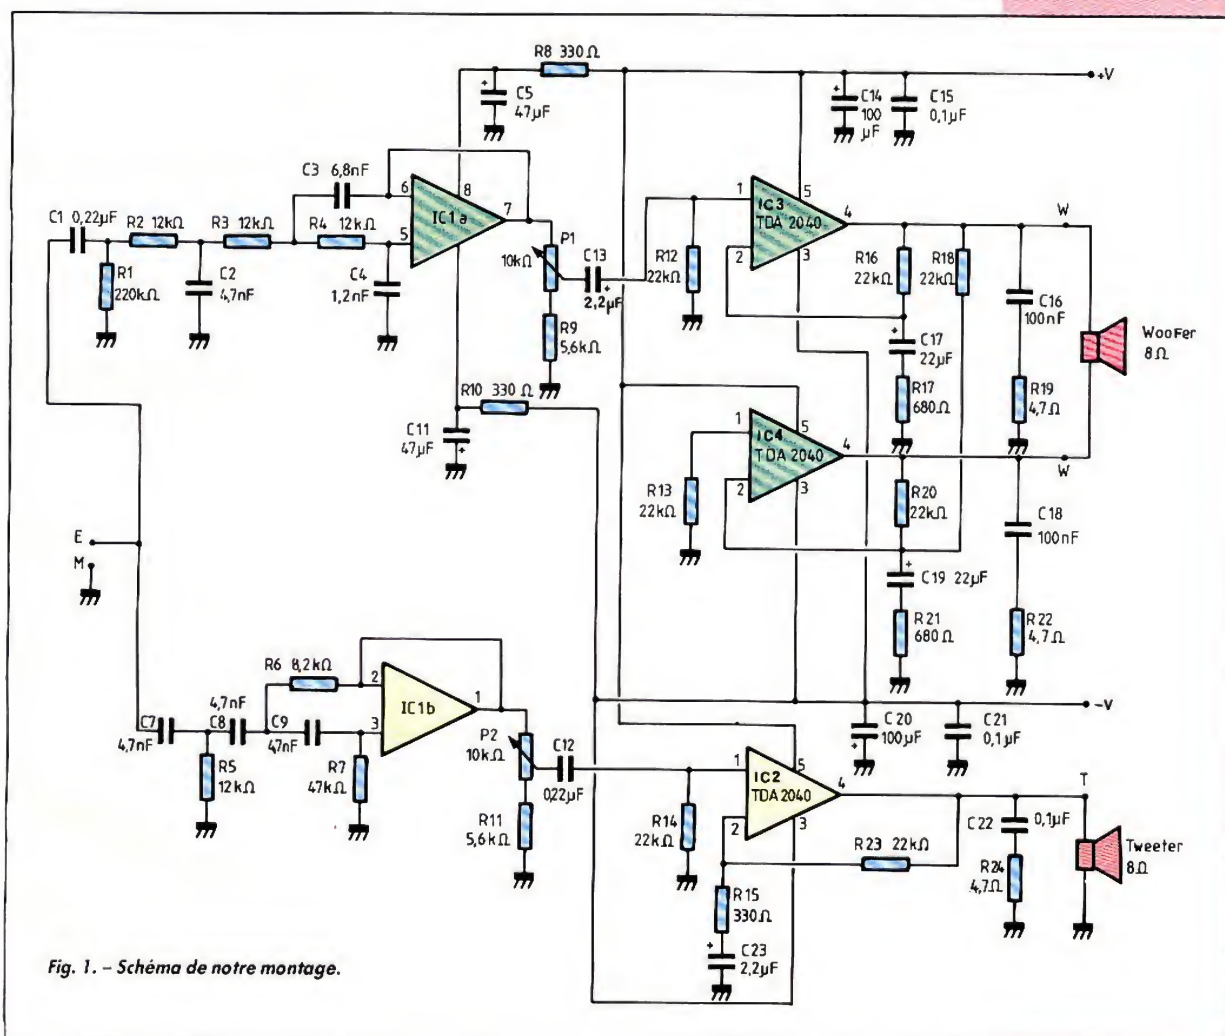 R8 330Ω
+V
+
C5
47μF
+
C14
100
μF
C15
0,1μF
C3 6,8nF
6
8
IC1a
7
5
C1 0,22μF
R2 12kΩ
R3 12kΩ
R4 12kΩ
R1
220kΩ
C2
4,7nF
C4
1,2nF
P1
10kΩ
C13
+
2,2μF
R9
5,6kΩ
R12
22kΩ
1
IC3
TDA 2040
5
4
2
3
W
R16
22kΩ
R18
22kΩ
+
C17
22μF
R17
680Ω
C16
100nF
R19
4,7Ω
Woofer
8Ω
R10 330 Ω
C11
47μF
+
1
IC4
TDA 2040
5
4
2
3
W
R13
22kΩ
R20
22kΩ
+
C19 22μF
R21
680Ω
C18
100nF
R22
4,7Ω
E
M
-V
C20
100μF
+
C21
0,1μF
R6 8,2kΩ
4,7nF
C7
C8
C9
4,7nF
47nF
2
IC1b
1
3
R5
12kΩ
R7
47kΩ
P2
10kΩ
C12
0,22μF
R11
5,6kΩ
R14
22kΩ
1
IC2
TDA2040
5
4
2
3
T
R23 22kΩ
R15
330Ω
+
C23
2,2μF
C22
0,1μF
R24
4,7Ω
Tweeter
8Ω
Fig. 1. – Schéma de notre montage.